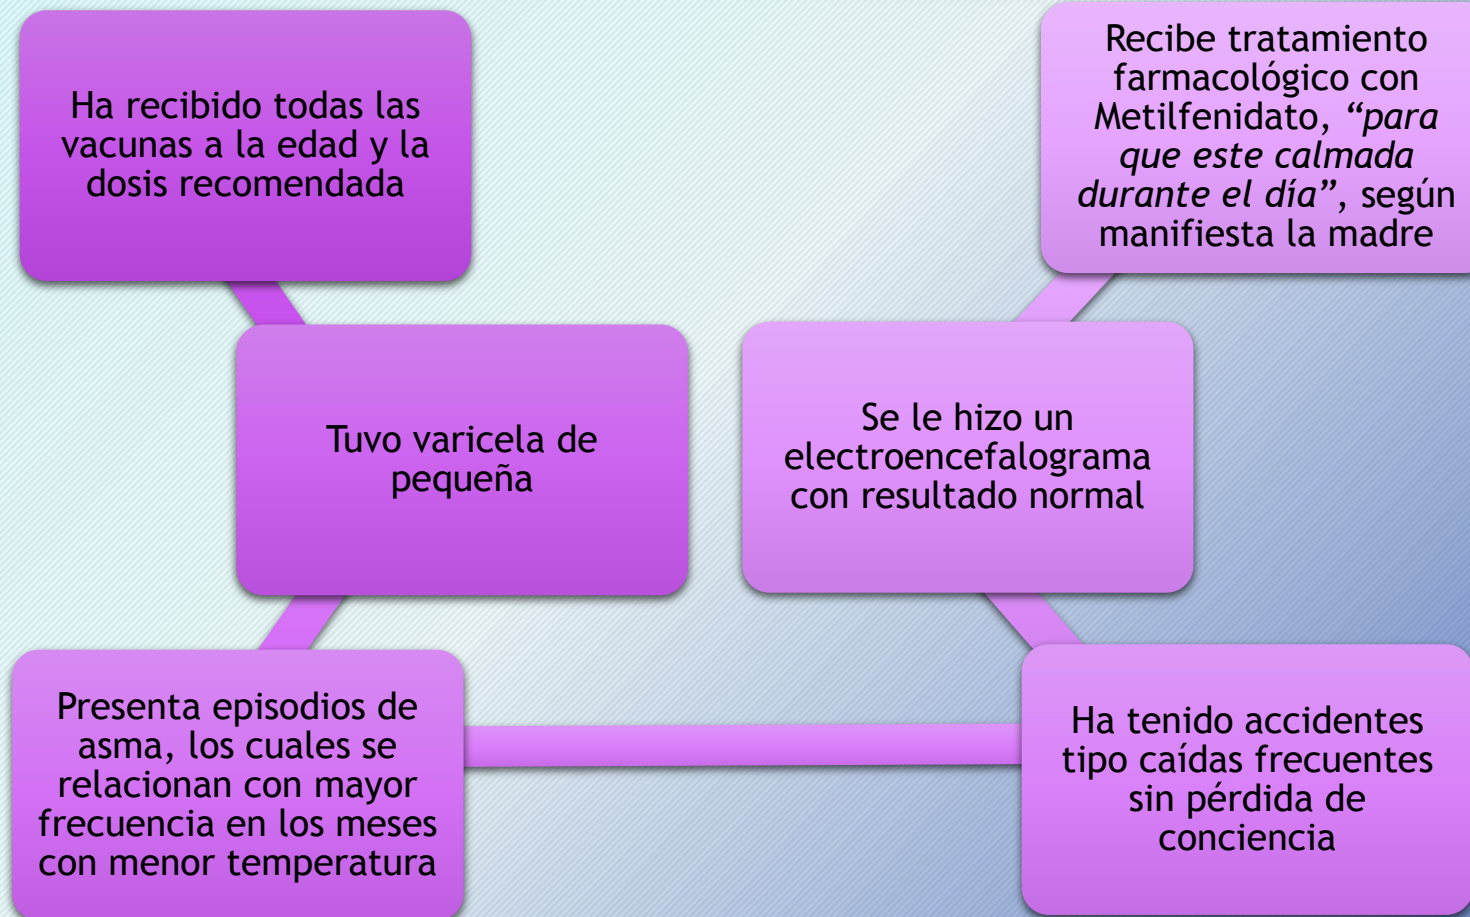 Ha recibido todas las
vacunas a la edad y la
dosis recomendada
Tuvo varicela de
pequeña
Presenta episodios de
asma, los cuales se
relacionan con mayor
frecuencia en los meses
con menor temperatura
Ha tenido accidentes
tipo caídas frecuentes
sin pérdida de
conciencia
Se le hizo un
electroencefalograma
con resultado normal
Recibe tratamiento
farmacológico con
Metilfenidato, “para
que este calmada
durante el día”, según
manifiesta la madre